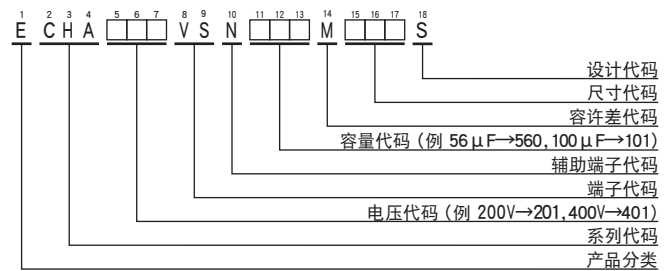 1 2 3 4 5 6 7 8 9 10 11 12 13 14 15 16 17 18
E CHA □□□ VS N □□□ M □□□ S
设计代码
尺寸代码
容许差代码
容量代码（例 56μF→560,100μF→101）
辅助端子代码
端子代码
电压代码（例 200V→201,400V→401）
系列代码
产品分类